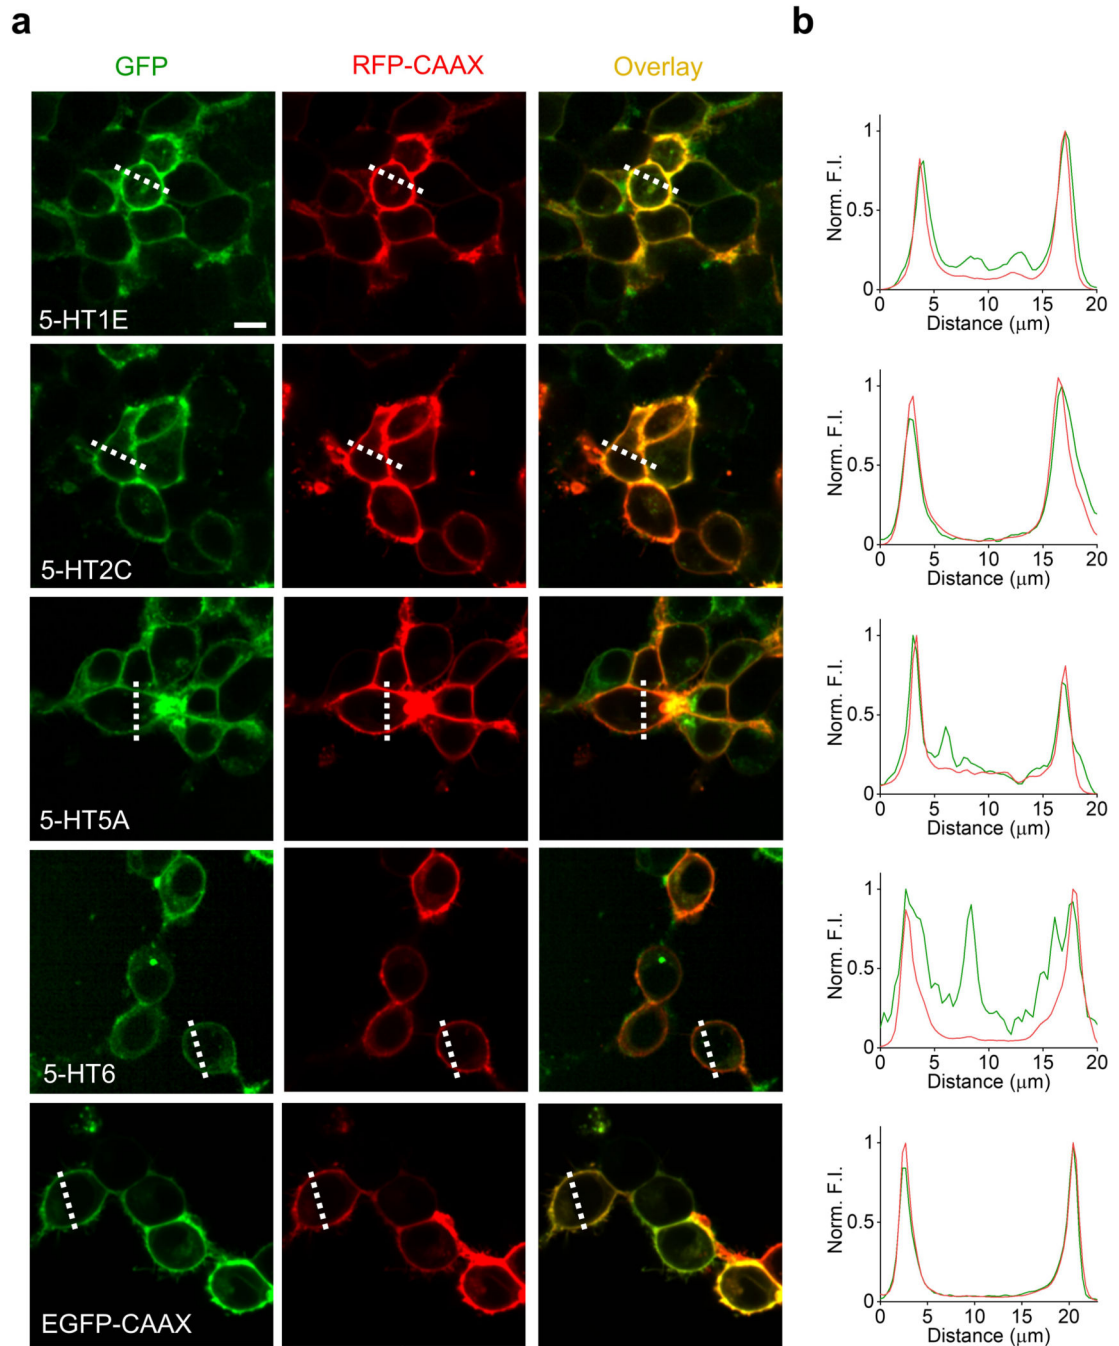 a
b
GFP
RFP-CAAX
Overlay
5-HT1E
1
Norm. F.I.
0.5
0
0 5 10 15 20
Distance (μm)
5-HT2C
1
Norm. F.I.
0.5
0
0 5 10 15 20
Distance (μm)
5-HT5A
1
Norm. F.I.
0.5
0
0 5 10 15 20
Distance (μm)
5-HT6
1
Norm. F.I.
0.5
0
0 5 10 15 20
Distance (μm)
EGFP-CAAX
1
Norm. F.I.
0.5
0
0 5 10 15 20
Distance (μm)